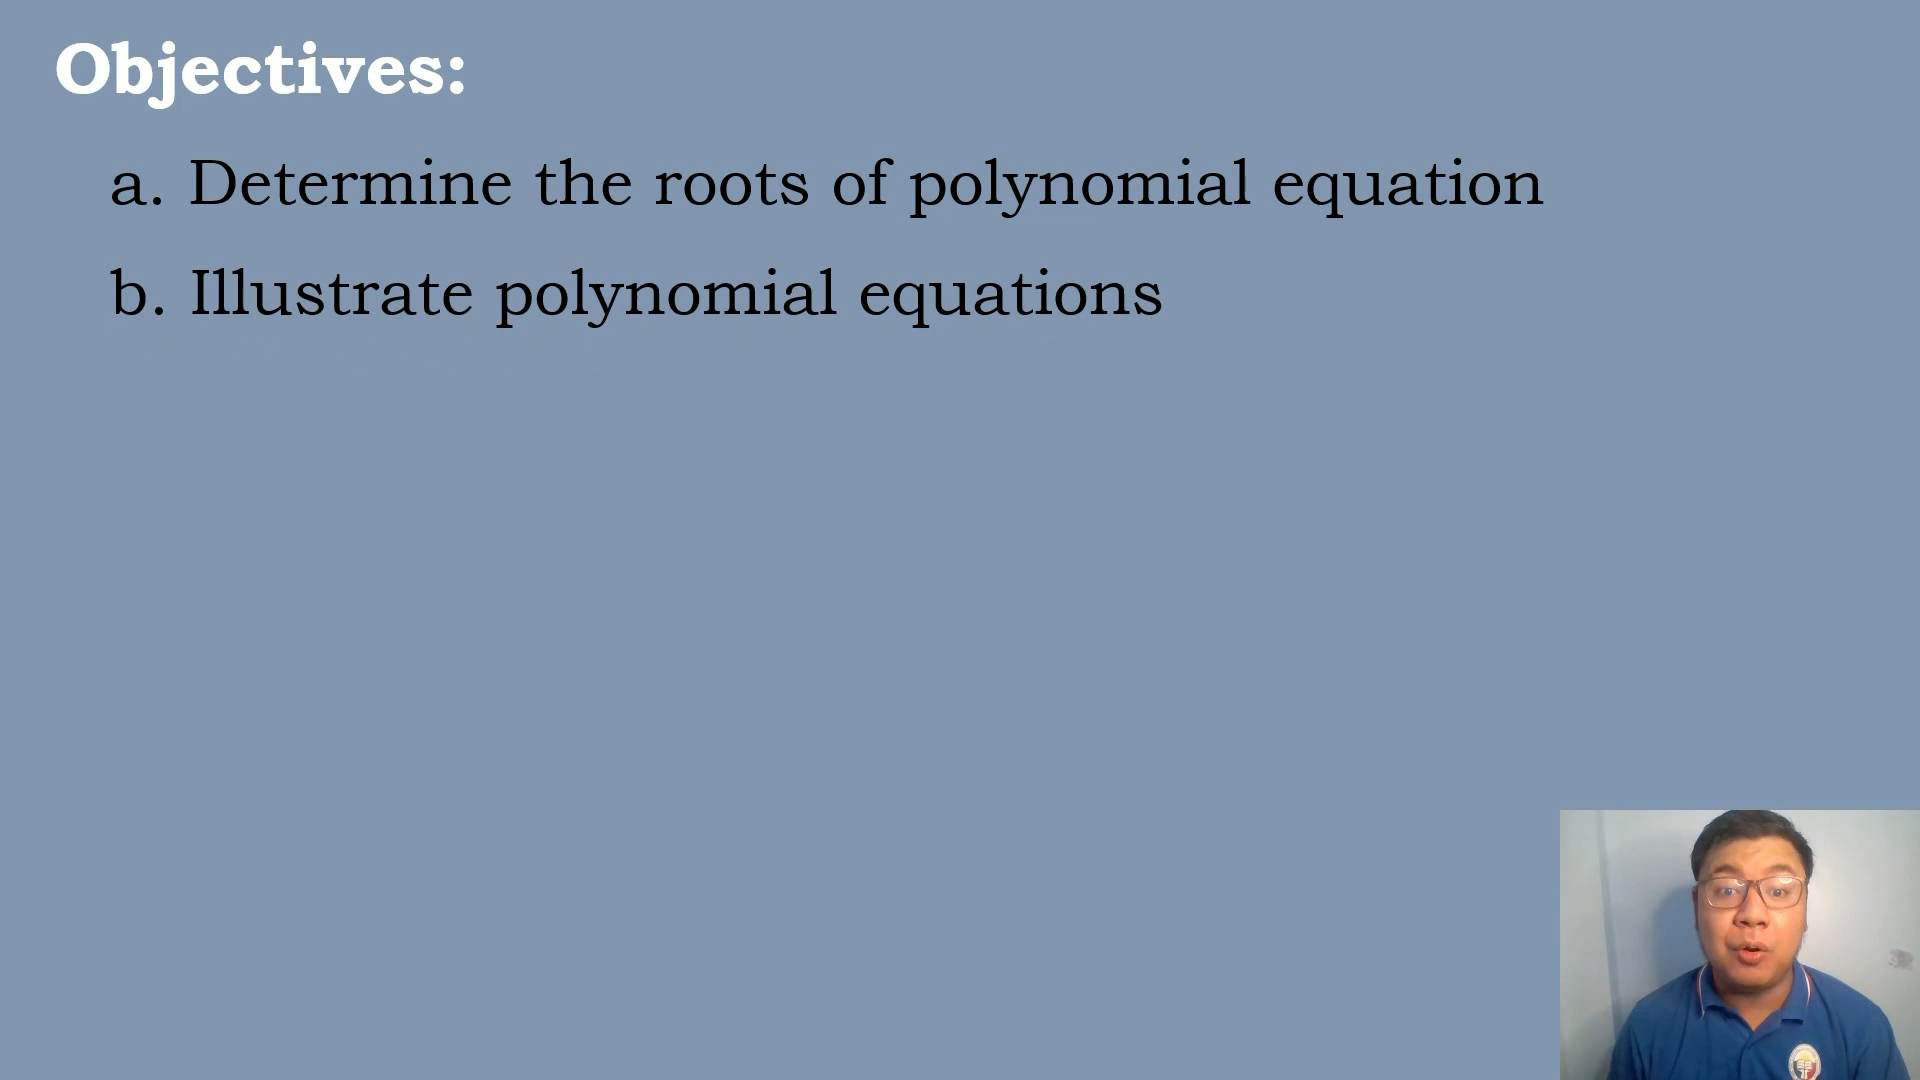 Objectives:
a. Determine the roots of polynomial equation
b. Illustrate polynomial equations